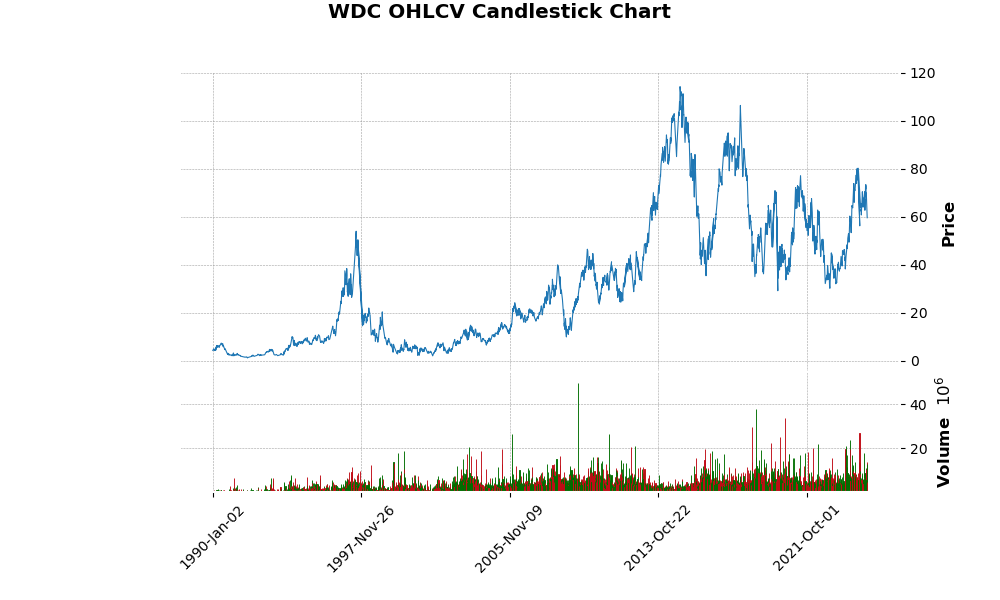 WDC OHLCV Candlestick Chart
120
100
80
60
40
20
0
Price
40
20
Volume 10^6
1990-Jan-02
1997-Nov-26
2005-Nov-09
2013-Oct-22
2021-Oct-01